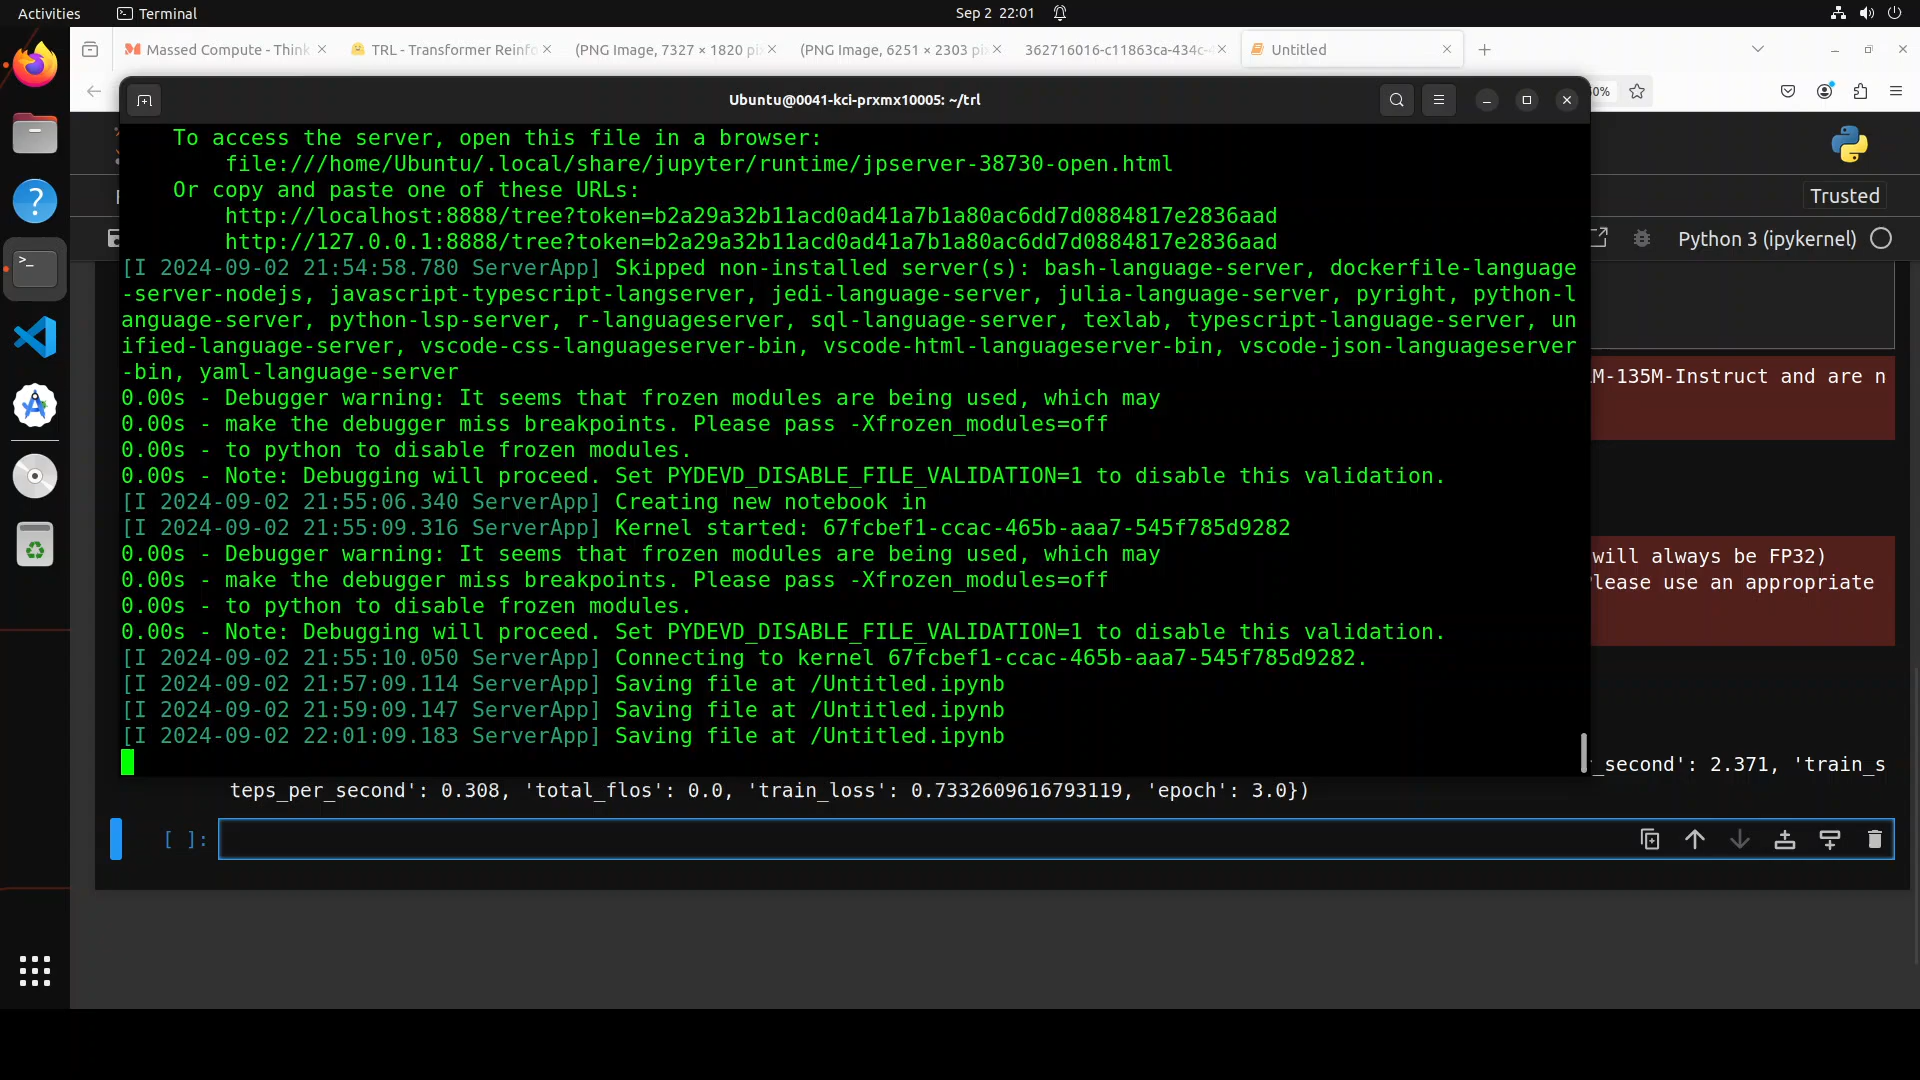 Activities
Terminal
Sep 2 22:01
Massed Compute - Think
TRL - Transformer Reinfo
(PNG Image, 7327 × 1820 pix
(PNG Image, 6251 × 2303 pix
362716016-c11863ca-434c-4
Untitled
Ubuntu@0041-kci-prxmx10005: ~/trl
0%
To access the server, open this file in a browser:
file:///home/Ubuntu/.local/share/jupyter/runtime/jpserver-38730-open.html
Or copy and paste one of these URLs:
http://localhost:8888/tree?token=b2a29a32b11acd0ad41a7b1a80ac6dd7d0884817e2836aad
http://127.0.0.1:8888/tree?token=b2a29a32b11acd0ad41a7b1a80ac6dd7d0884817e2836aad
[I 2024-09-02 21:54:58.780 ServerApp] Skipped non-installed server(s): bash-language-server, dockerfile-language
-server-nodejs, javascript-typescript-langserver, jedi-language-server, julia-language-server, pyright, python-l
anguage-server, python-lsp-server, r-languageserver, sql-language-server, texlab, typescript-language-server, un
ified-language-server, vscode-css-languageserver-bin, vscode-html-languageserver-bin, vscode-json-languageserver
-bin, yaml-language-server
0.00s - Debugger warning: It seems that frozen modules are being used, which may
0.00s - make the debugger miss breakpoints. Please pass -Xfrozen_modules=off
0.00s - to python to disable frozen modules.
0.00s - Note: Debugging will proceed. Set PYDEVD_DISABLE_FILE_VALIDATION=1 to disable this validation.
[I 2024-09-02 21:55:06.340 ServerApp] Creating new notebook in
[I 2024-09-02 21:55:09.316 ServerApp] Kernel started: 67fcbef1-ccac-465b-aaa7-545f785d9282
0.00s - Debugger warning: It seems that frozen modules are being used, which may
0.00s - make the debugger miss breakpoints. Please pass -Xfrozen_modules=off
0.00s - to python to disable frozen modules.
0.00s - Note: Debugging will proceed. Set PYDEVD_DISABLE_FILE_VALIDATION=1 to disable this validation.
[I 2024-09-02 21:55:10.050 ServerApp] Connecting to kernel 67fcbef1-ccac-465b-aaa7-545f785d9282.
[I 2024-09-02 21:57:09.114 ServerApp] Saving file at /Untitled.ipynb
[I 2024-09-02 21:59:09.147 ServerApp] Saving file at /Untitled.ipynb
[I 2024-09-02 22:01:09.183 ServerApp] Saving file at /Untitled.ipynb
Trusted
Python 3 (ipykernel)
M-135M-Instruct and are n
will always be FP32)
lease use an appropriate
_second': 2.371, 'train_s
teps_per_second': 0.308, 'total_flos': 0.0, 'train_loss': 0.7332609616793119, 'epoch': 3.0})
[ ]: